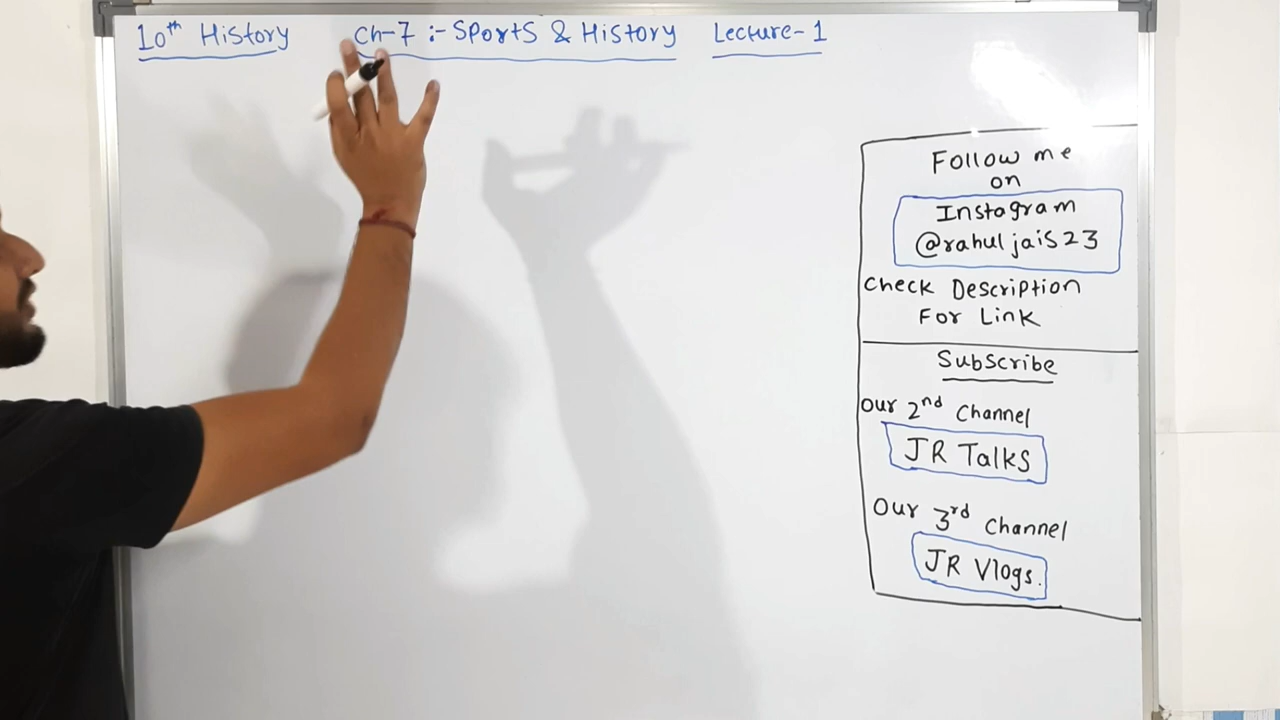 10th History Ch-7 :- Sports & History Lecture-1
Follow me
on
Instagram
@rahuljais23
Check Description
For Link
Subscribe
Our 2nd Channel
JR Talks
Our 3rd Channel
JR Vlogs.